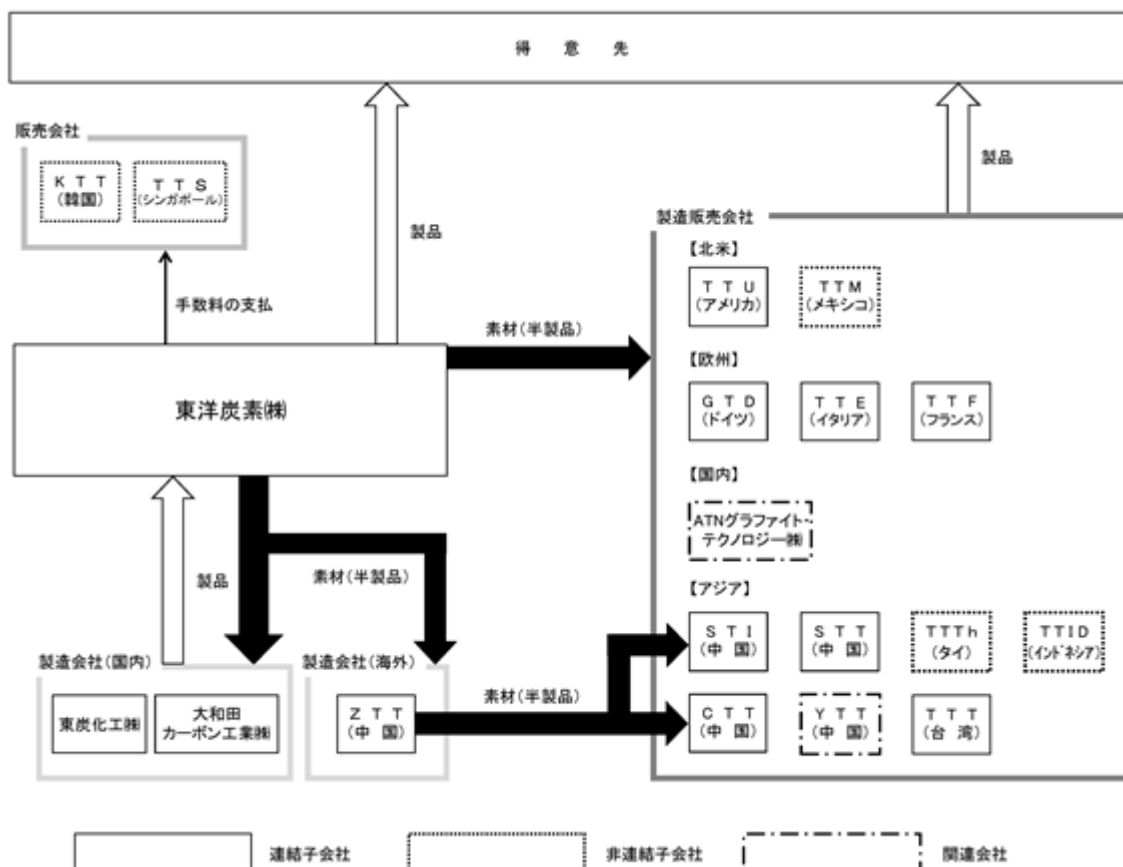 得 意 先
販売会社
K T T
(韓国)
T T S
(シンガポール)
製品
製品
手数料の支払
素材(半製品)
東洋炭素㈱
製品
素材(半製品)
製造会社(国内)
東炭化工㈱
大和田
カーボン工業㈱
製造会社(海外)
Z T T
(中 国)
素材(半製品)
製造販売会社
【北米】
T T U
(アメリカ)
T T M
(メキシコ)
【欧州】
G T D
(ドイツ)
T T E
(イタリア)
T T F
(フランス)
【国内】
ATNグラファイト・
テクノロジー㈱
【アジア】
S T I
(中 国)
S T T
(中 国)
T T T h
(タイ)
T T I D
(インドネシア)
C T T
(中 国)
Y T T
(中 国)
T T T
(台 湾)
連結子会社
非連結子会社
関連会社